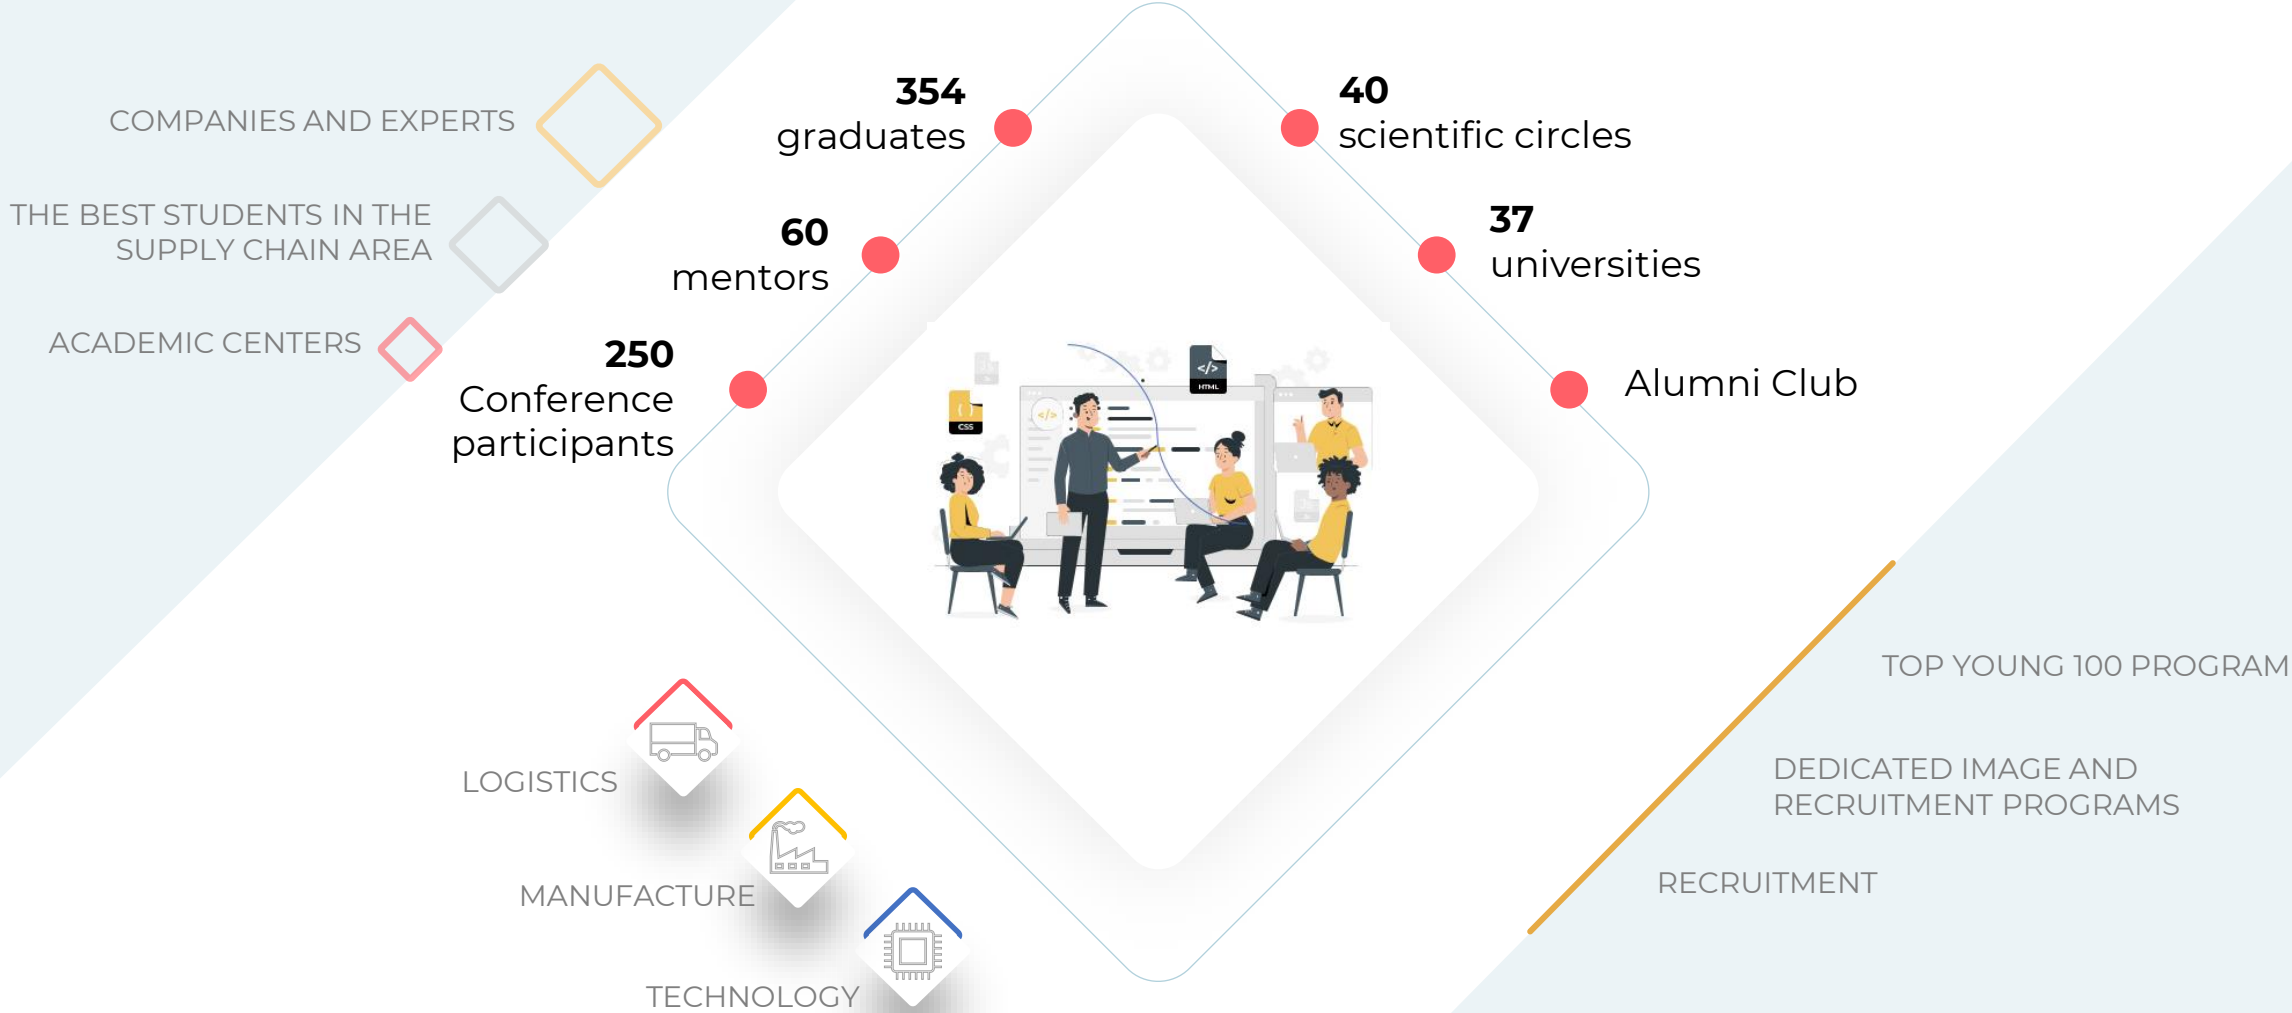 COMPANIES AND EXPERTS
THE BEST STUDENTS IN THE
SUPPLY CHAIN AREA
ACADEMIC CENTERS
354
graduates
60
mentors
250
Conference
participants
40
scientific circles
37
universities
Alumni Club
</>
HTML
{ }
CSS
</>
LOGISTICS
MANUFACTURE
TECHNOLOGY
TOP YOUNG 100 PROGRAM
DEDICATED IMAGE AND
RECRUITMENT PROGRAMS
RECRUITMENT